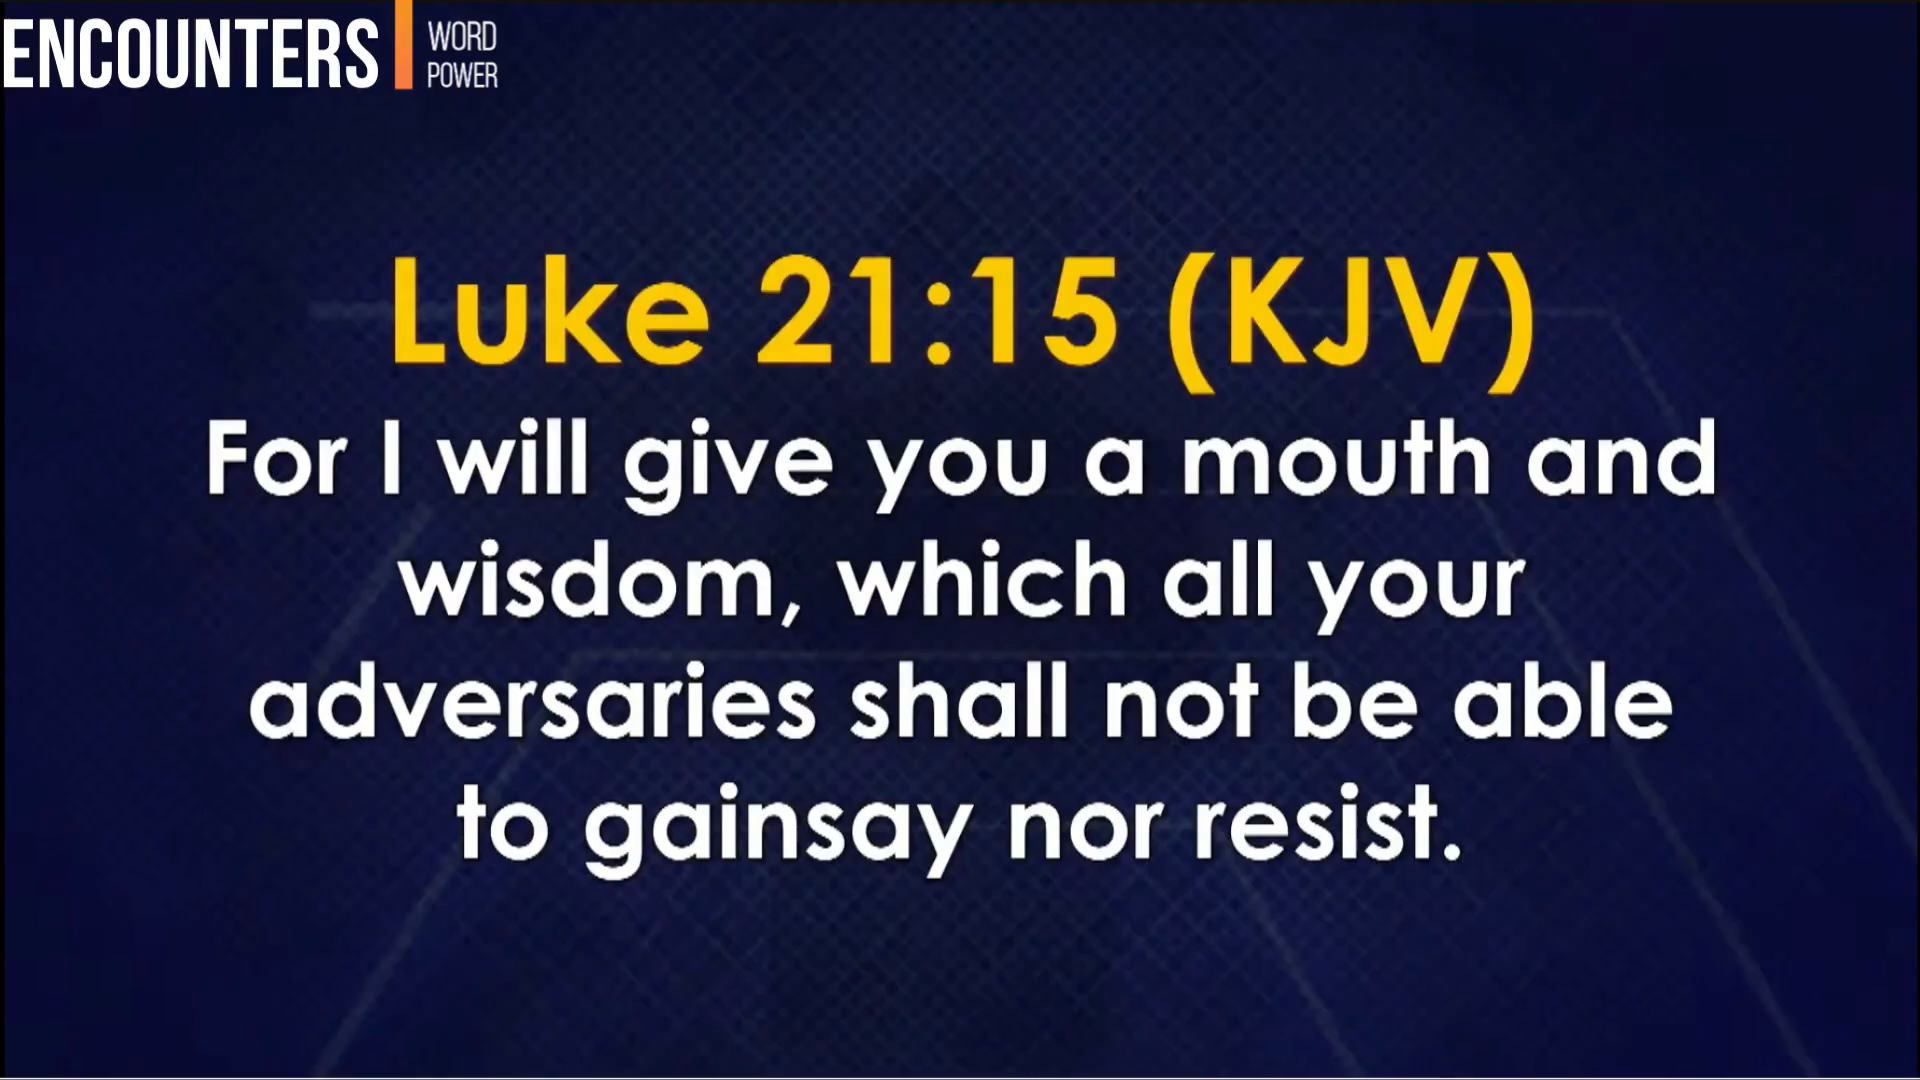 ENCOUNTERS
WORD
POWER
Luke 21:15 (KJV)
For I will give you a mouth and
wisdom, which all your
adversaries shall not be able
to gainsay nor resist.